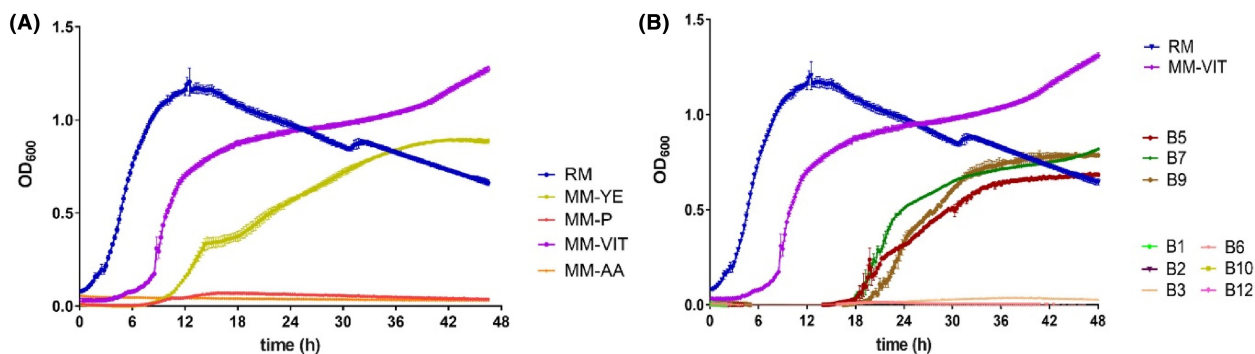 (A)
1.5
1.0
0.5
0.0
OD600
0 6 12 18 24 30 36 42 48
time (h)
RM
MM-YE
MM-P
MM-VIT
MM-AA
(B)
1.5
1.0
0.5
0.0
OD600
0 6 12 18 24 30 36 42 48
time (h)
RM
MM-VIT
B5
B7
B9
B1 B6
B2 B10
B3 B12